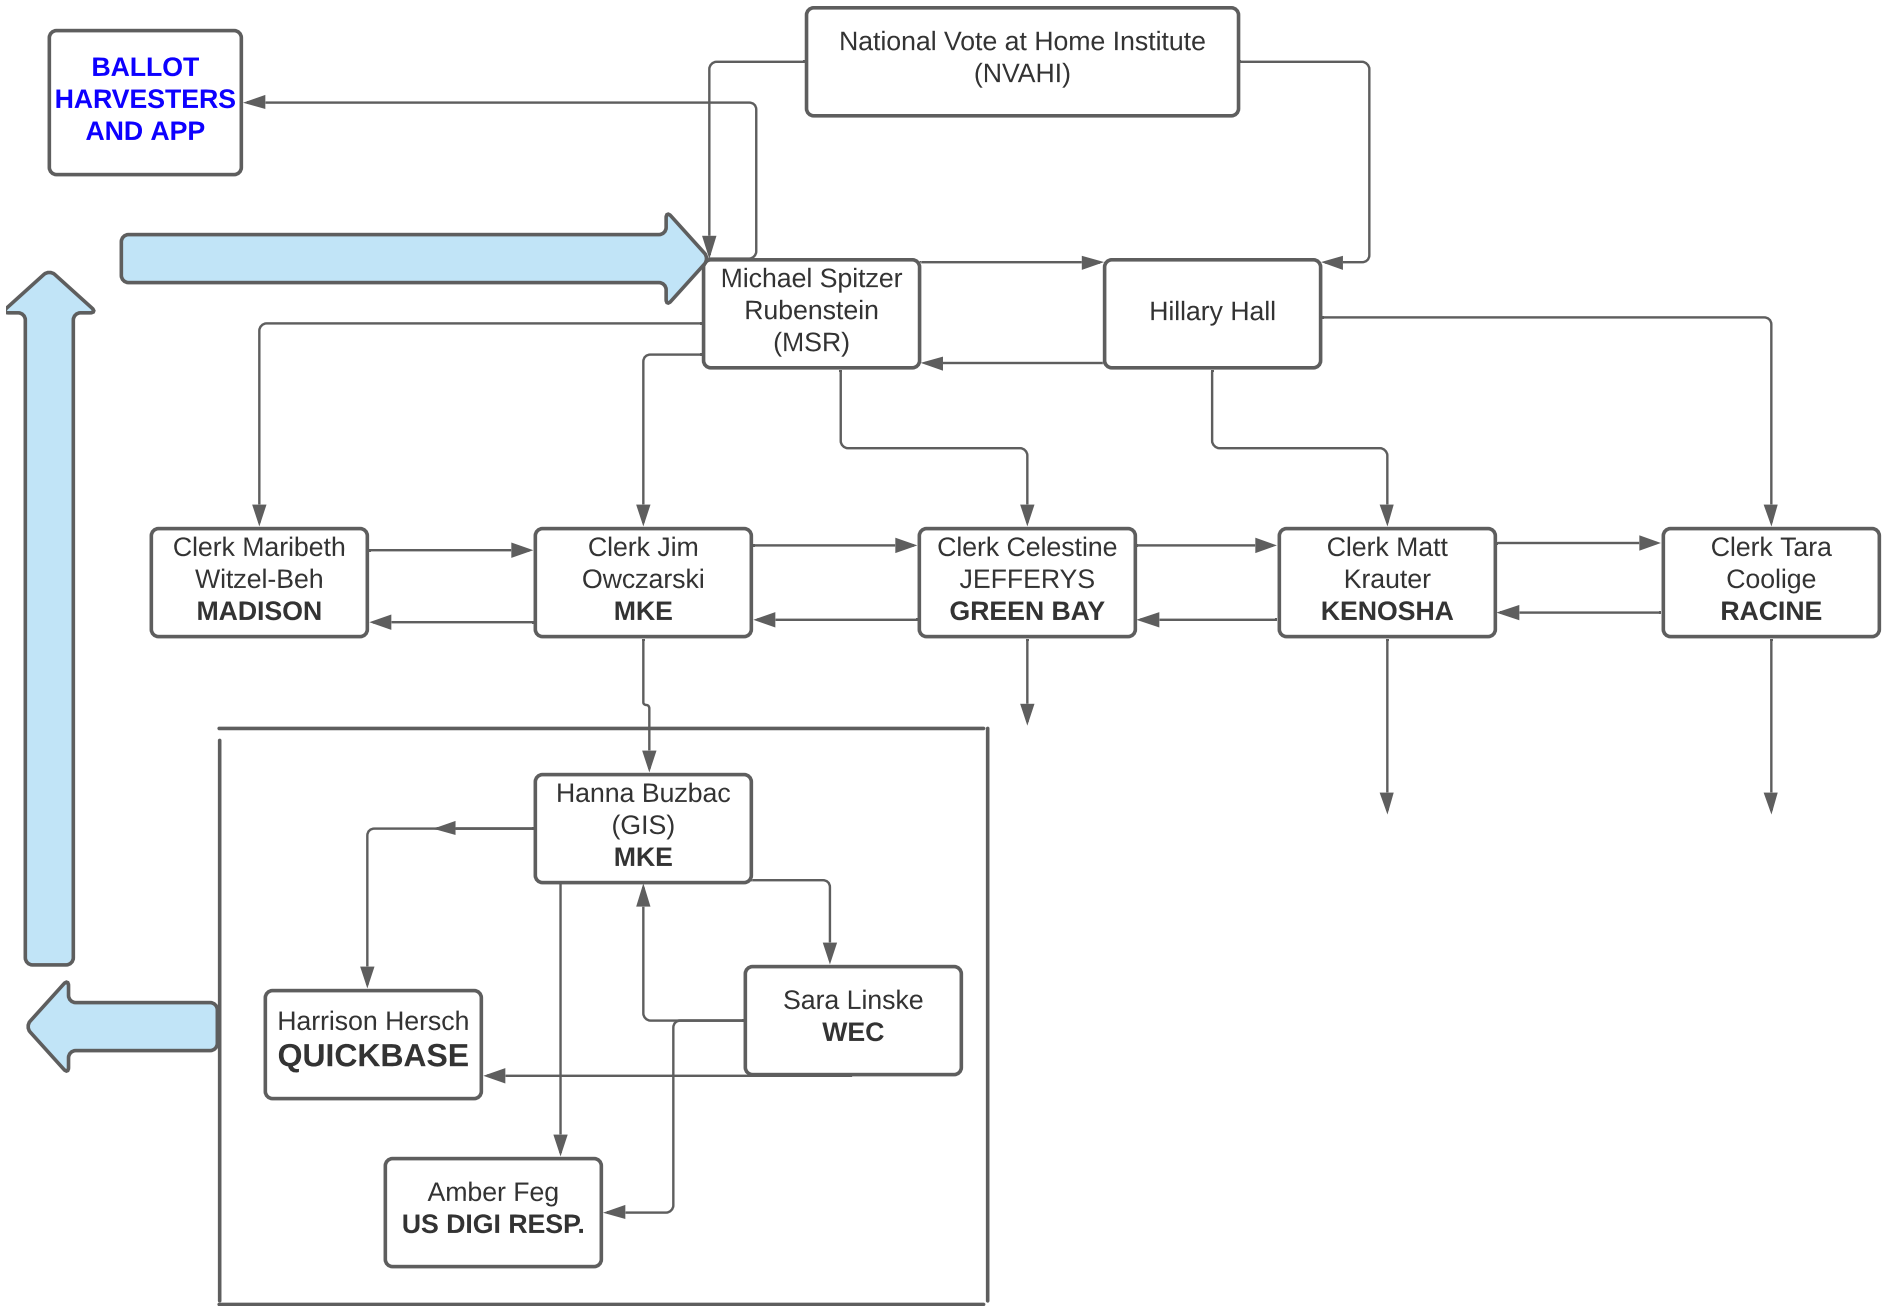 National Vote at Home Institute
(NVAHI)
BALLOT
HARVESTERS
AND APP
Michael Spitzer
Rubenstein
(MSR)
Hillary Hall
Clerk Maribeth
Witzel-Beh
MADISON
Clerk Jim
Owczarski
MKE
Clerk Celestine
JEFFERYS
GREEN BAY
Clerk Matt
Krauter
KENOSHA
Clerk Tara
Coolige
RACINE
Hanna Buzbac
(GIS)
MKE
Harrison Hersch
QUICKBASE
Sara Linske
WEC
Amber Feg
US DIGI RESP.